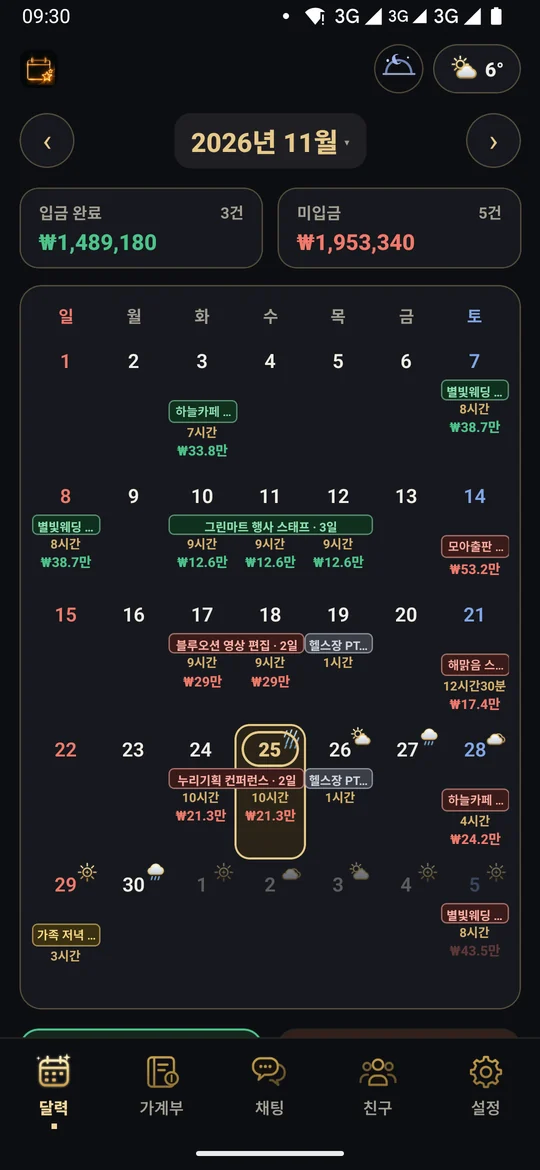 09:30
3G 3G 3G
6°
‹ 2026년 11월 ▾ ›
입금 완료 3건
₩1,489,180
미입금 5건
₩1,953,340
일 월 화 수 목 금 토
1 2 3 4 5 6 7
하늘카페 ...
7시간
₩33.8만
별빛웨딩 ...
8시간
₩38.7만
8 9 10 11 12 13 14
별빛웨딩 ...
8시간
₩38.7만
그린마트 행사 스태프 · 3일
9시간 9시간 9시간
₩12.6만 ₩12.6만 ₩12.6만
모아출판 ...
₩53.2만
15 16 17 18 19 20 21
블루오션 영상 편집 · 2일
9시간 9시간
₩29만 ₩29만
헬스장 PT...
1시간
해맑음 스...
12시간30분
₩17.4만
22 23 24 25 26 27 28
누리기획 컨퍼런스 · 2일
10시간 10시간
₩21.3만 ₩21.3만
헬스장 PT...
1시간
하늘카페 ...
4시간
₩24.2만
29 30 1 2 3 4 5
가족 저녁 ...
3시간
별빛웨딩 ...
8시간
₩43.5만
달력 가계부 채팅 친구 설정